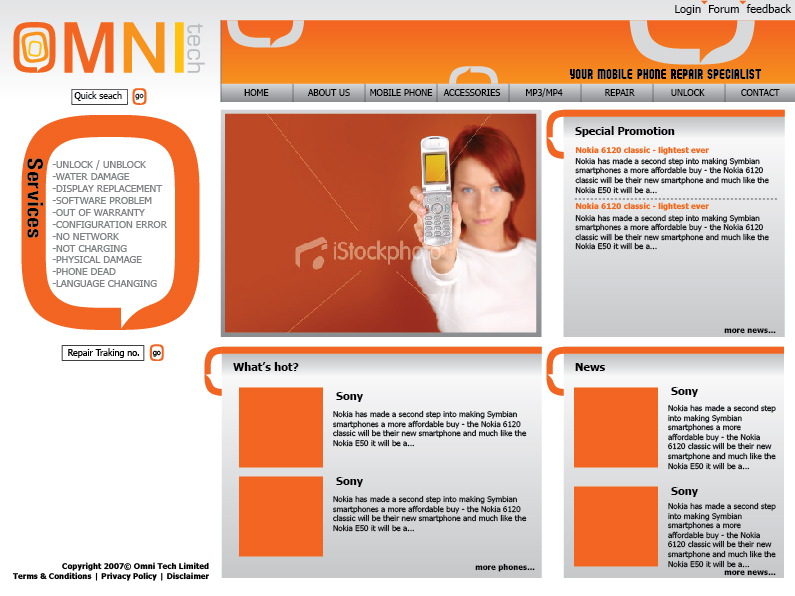 Login Forum feedback
OMNI tech
YOUR MOBILE PHONE REPAIR SPECIALIST
HOME ABOUT US MOBILE PHONE ACCESSORIES MP3/MP4 REPAIR UNLOCK CONTACT
Quick seach go
Services
-UNLOCK / UNBLOCK
-WATER DAMAGE
-DISPLAY REPLACEMENT
-SOFTWARE PROBLEM
-OUT OF WARRANTY
-CONFIGURATION ERROR
-NO NETWORK
-NOT CHARGING
-PHYSICAL DAMAGE
-PHONE DEAD
-LANGUAGE CHANGING
Repair Traking no. go
iStockphoto
Special Promotion
Nokia 6120 classic - lightest ever
Nokia has made a second step into making Symbian
smartphones a more affordable buy - the Nokia 6120
classic will be their new smartphone and much like the
Nokia E50 it will be a...
Nokia 6120 classic - lightest ever
Nokia has made a second step into making Symbian
smartphones a more affordable buy - the Nokia 6120
classic will be their new smartphone and much like the
Nokia E50 it will be a...
more news...
What's hot?
Sony
Nokia has made a second step into making Symbian
smartphones a more affordable buy - the Nokia 6120
classic will be their new smartphone and much like the
Nokia E50 it will be a...
Sony
Nokia has made a second step into making Symbian
smartphones a more affordable buy - the Nokia 6120
classic will be their new smartphone and much like the
Nokia E50 it will be a...
more phones...
News
Sony
Nokia has made a second step
into making Symbian
smartphones a more
affordable buy - the Nokia
6120 classic will be their new
smartphone and much like the
Nokia E50 it will be a...
Sony
Nokia has made a second step
into making Symbian
smartphones a more
affordable buy - the Nokia
6120 classic will be their new
smartphone and much like the
Nokia E50 it will be a...
more news...
Copyright 2007© Omni Tech Limited
Terms & Conditions | Privacy Policy | Disclaimer